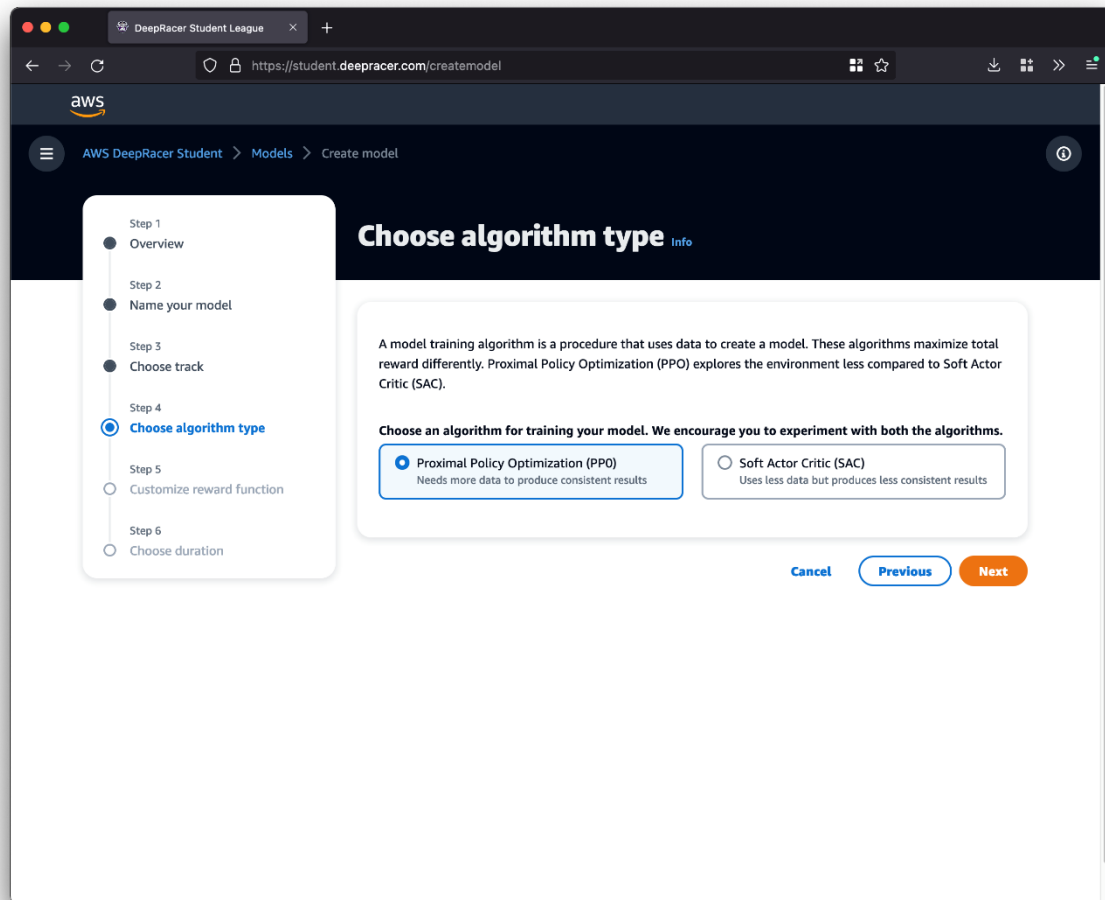 DeepRacer Student League
https://student.deepracer.com/createmodel
aws
AWS DeepRacer Student > Models > Create model
Step 1
Overview
Step 2
Name your model
Step 3
Choose track
Step 4
Choose algorithm type
Step 5
Customize reward function
Step 6
Choose duration
Choose algorithm type Info
A model training algorithm is a procedure that uses data to create a model. These algorithms maximize total
reward differently. Proximal Policy Optimization (PPO) explores the environment less compared to Soft Actor
Critic (SAC).
Choose an algorithm for training your model. We encourage you to experiment with both the algorithms.
Proximal Policy Optimization (PP0)
Needs more data to produce consistent results
Soft Actor Critic (SAC)
Uses less data but produces less consistent results
Cancel Previous Next